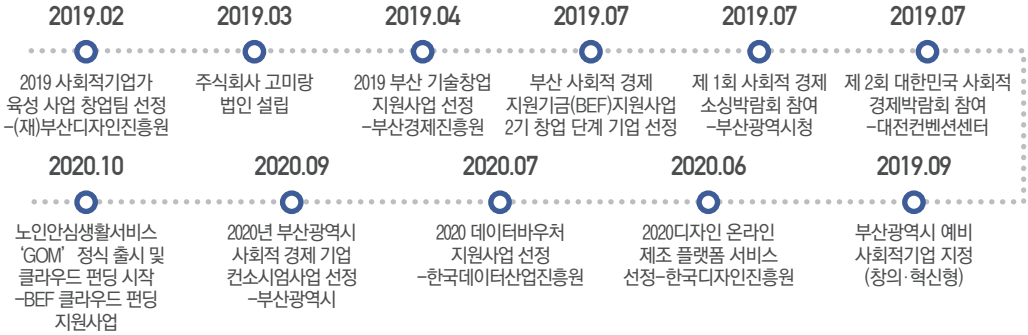 2019.02
2019 사회적기업가
육성 사업 창업팀 선정
-(재)부산디자인진흥원
2019.03
주식회사 고미랑
법인 설립
2019.04
2019 부산 기술창업
지원사업 선정
-부산경제진흥원
2019.07
부산 사회적 경제
지원기금(BEF)지원사업
2기 창업 단계 기업 선정
2019.07
제 1회 사회적 경제
소싱박람회 참여
-부산광역시청
2019.07
제 2회 대한민국 사회적
경제박람회 참여
-대전컨벤션센터
2019.09
부산광역시 예비
사회적기업 지정
(창의·혁신형)
2020.06
2020디자인 온라인
제조 플랫폼 서비스
선정-한국디자인진흥원
2020.07
2020 데이터바우처
지원사업 선정
-한국데이터산업진흥원
2020.09
2020년 부산광역시
사회적 경제 기업
컨소시엄사업 선정
-부산광역시
2020.10
노인안심생활서비스
‘GOM’ 정식 출시 및
클라우드 펀딩 시작
-BEF 클라우드 펀딩
지원사업